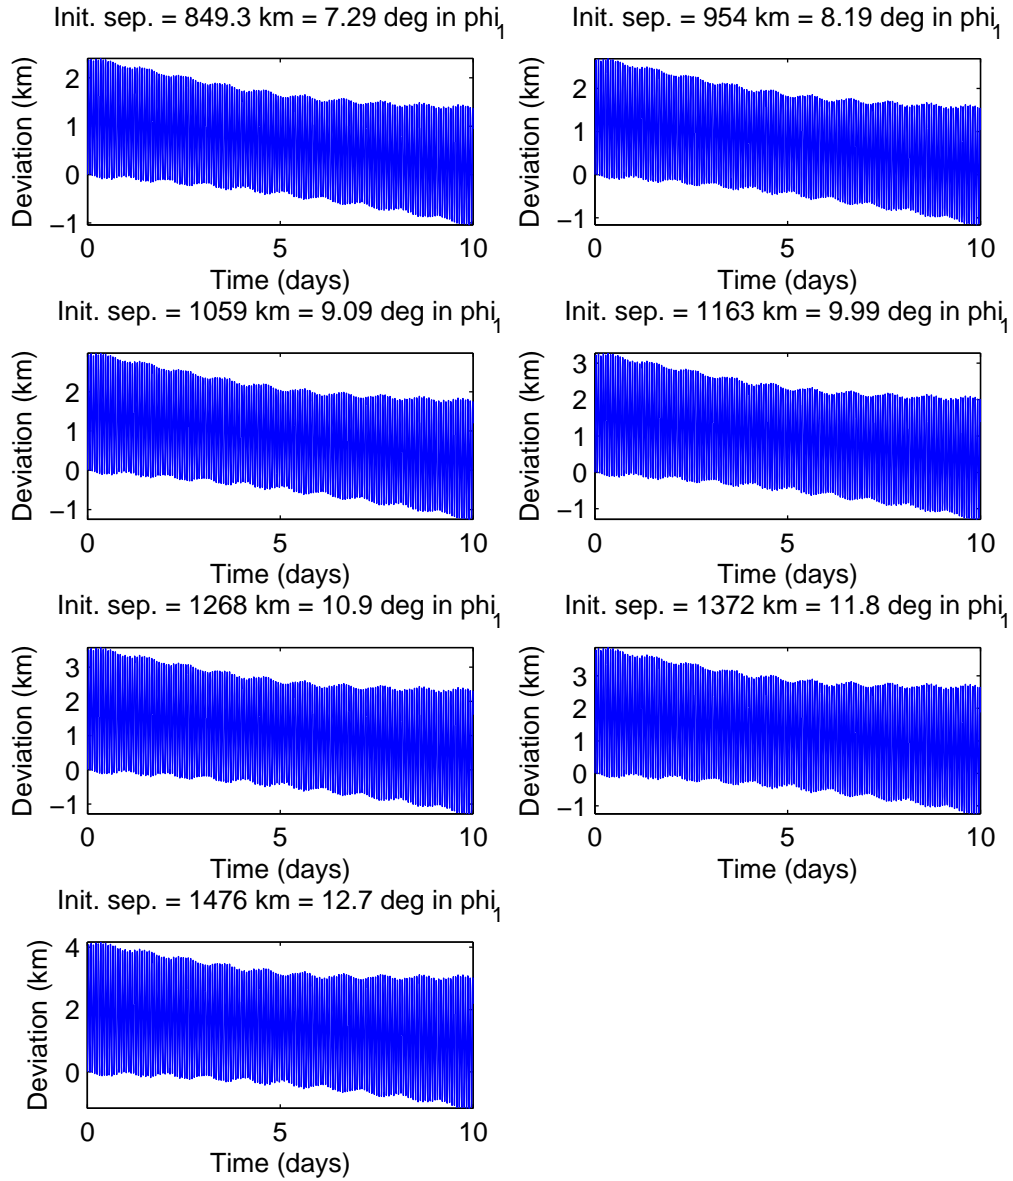 Init. sep. = 849.3 km = 7.29 deg in phi1
Deviation (km)
2
1
0
−1
0
5
10
Time (days)
Init. sep. = 954 km = 8.19 deg in phi1
Deviation (km)
2
1
0
−1
0
5
10
Time (days)
Init. sep. = 1059 km = 9.09 deg in phi1
Deviation (km)
2
1
0
−1
0
5
10
Time (days)
Init. sep. = 1163 km = 9.99 deg in phi1
Deviation (km)
3
2
1
0
−1
0
5
10
Time (days)
Init. sep. = 1268 km = 10.9 deg in phi1
Deviation (km)
3
2
1
0
−1
0
5
10
Time (days)
Init. sep. = 1372 km = 11.8 deg in phi1
Deviation (km)
3
2
1
0
−1
0
5
10
Time (days)
Init. sep. = 1476 km = 12.7 deg in phi1
Deviation (km)
4
2
0
0
5
10
Time (days)